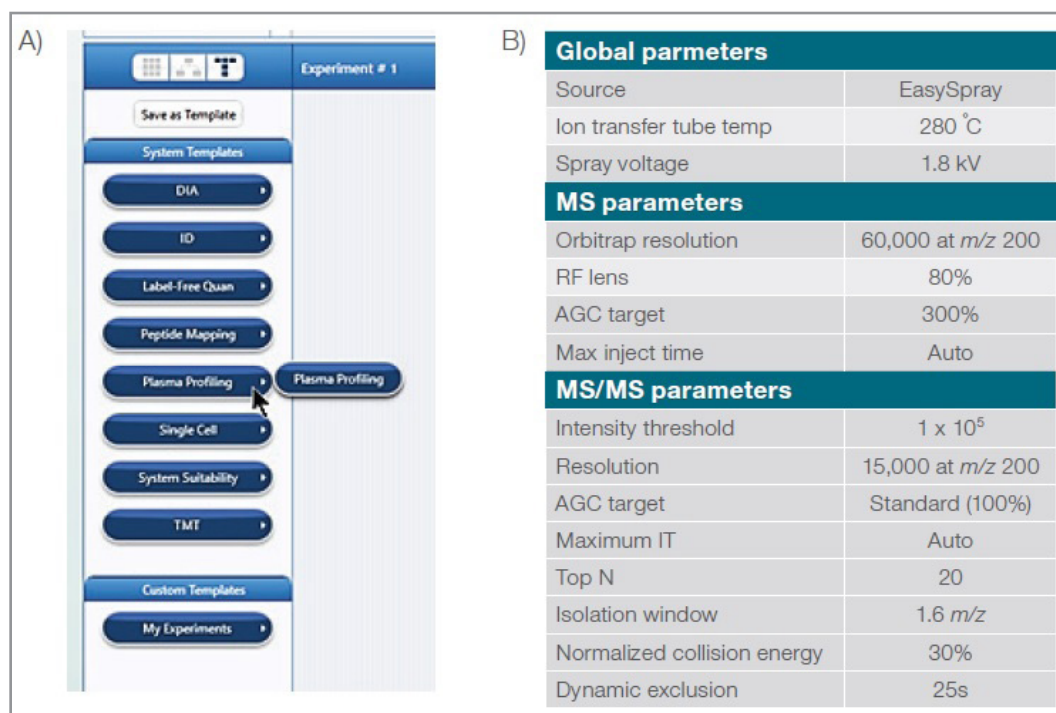 A)
Experiment # 1
Save as Template
System Templates
DIA
ID
Label-Free Quan
Peptide Mapping
Plasma Profiling
Plasma Profiling
Single Cell
System Suitability
TMT
Custom Templates
My Experiments
B)
Global parmeters
Source EasySpray
Ion transfer tube temp 280 °C
Spray voltage 1.8 kV
MS parameters
Orbitrap resolution 60,000 at m/z 200
RF lens 80%
AGC target 300%
Max inject time Auto
MS/MS parameters
Intensity threshold 1 x 10⁵
Resolution 15,000 at m/z 200
AGC target Standard (100%)
Maximum IT Auto
Top N 20
Isolation window 1.6 m/z
Normalized collision energy 30%
Dynamic exclusion 25s